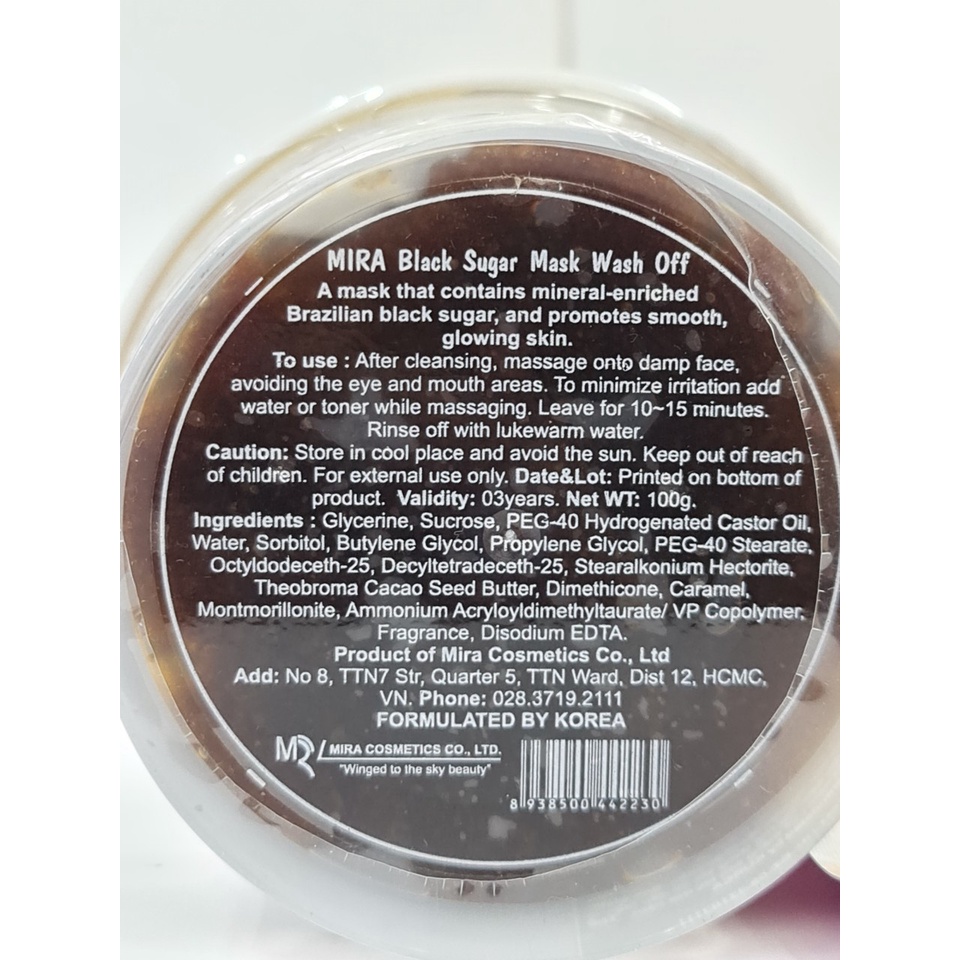 MIRA Black Sugar Mask Wash Off
A mask that contains mineral-enriched
Brazilian black sugar, and promotes smooth,
glowing skin.
To use : After cleansing, massage onto damp face,
avoiding the eye and mouth areas. To minimize irritation add
water or toner while massaging. Leave for 10~15 minutes.
Rinse off with lukewarm water.
Caution: Store in cool place and avoid the sun. Keep out of reach
of children. For external use only. Date&Lot: Printed on bottom of
product. Validity: 03years. Net WT: 100g.
Ingredients : Glycerine, Sucrose, PEG-40 Hydrogenated Castor Oil,
Water, Sorbitol, Butylene Glycol, Propylene Glycol, PEG-40 Stearate,
Octyldodeceth-25, Decyltetradeceth-25, Stearalkonium Hectorite,
Theobroma Cacao Seed Butter, Dimethicone, Caramel,
Montmorillonite, Ammonium Acryloyldimethyltaurate/ VP Copolymer,
Fragrance, Disodium EDTA.
Product of Mira Cosmetics Co., Ltd
Add: No 8, TTN7 Str, Quarter 5, TTN Ward, Dist 12, HCMC,
VN. Phone: 028.3719.2111
FORMULATED BY KOREA
MR MIRA COSMETICS CO., LTD.
"Winged to the sky beauty"
8 938500 442230